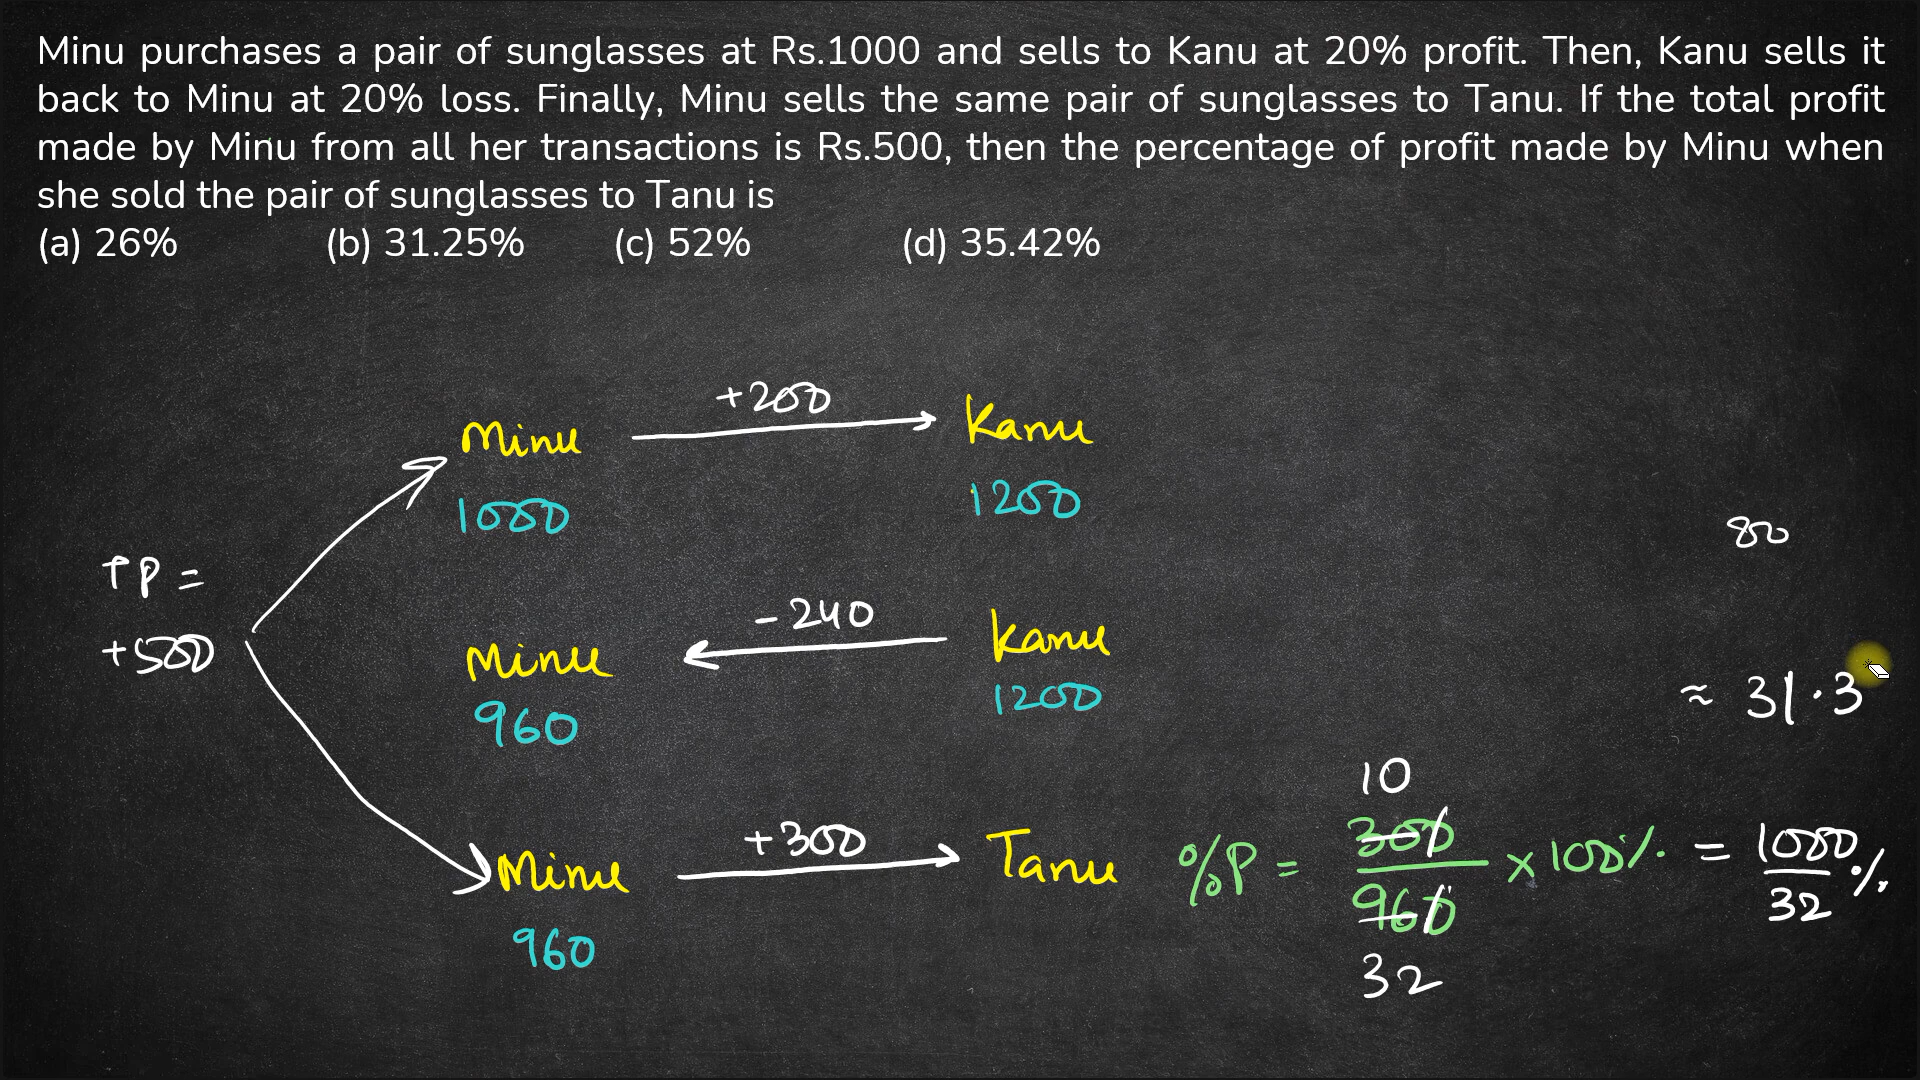 Minu purchases a pair of sunglasses at Rs.1000 and sells to Kanu at 20% profit. Then, Kanu sells it
back to Minu at 20% loss. Finally, Minu sells the same pair of sunglasses to Tanu. If the total profit
made by Minu from all her transactions is Rs.500, then the percentage of profit made by Minu when
she sold the pair of sunglasses to Tanu is
(a) 26% (b) 31.25% (c) 52% (d) 35.42%
+200
Minu Kanu
1000 1200
80
TP =
+500
-240
Minu Kanu
960 1200
≈ 31.3
10
+300
Minu Tanu %P = 300/960 x 100% = 1000/32 %
960
32